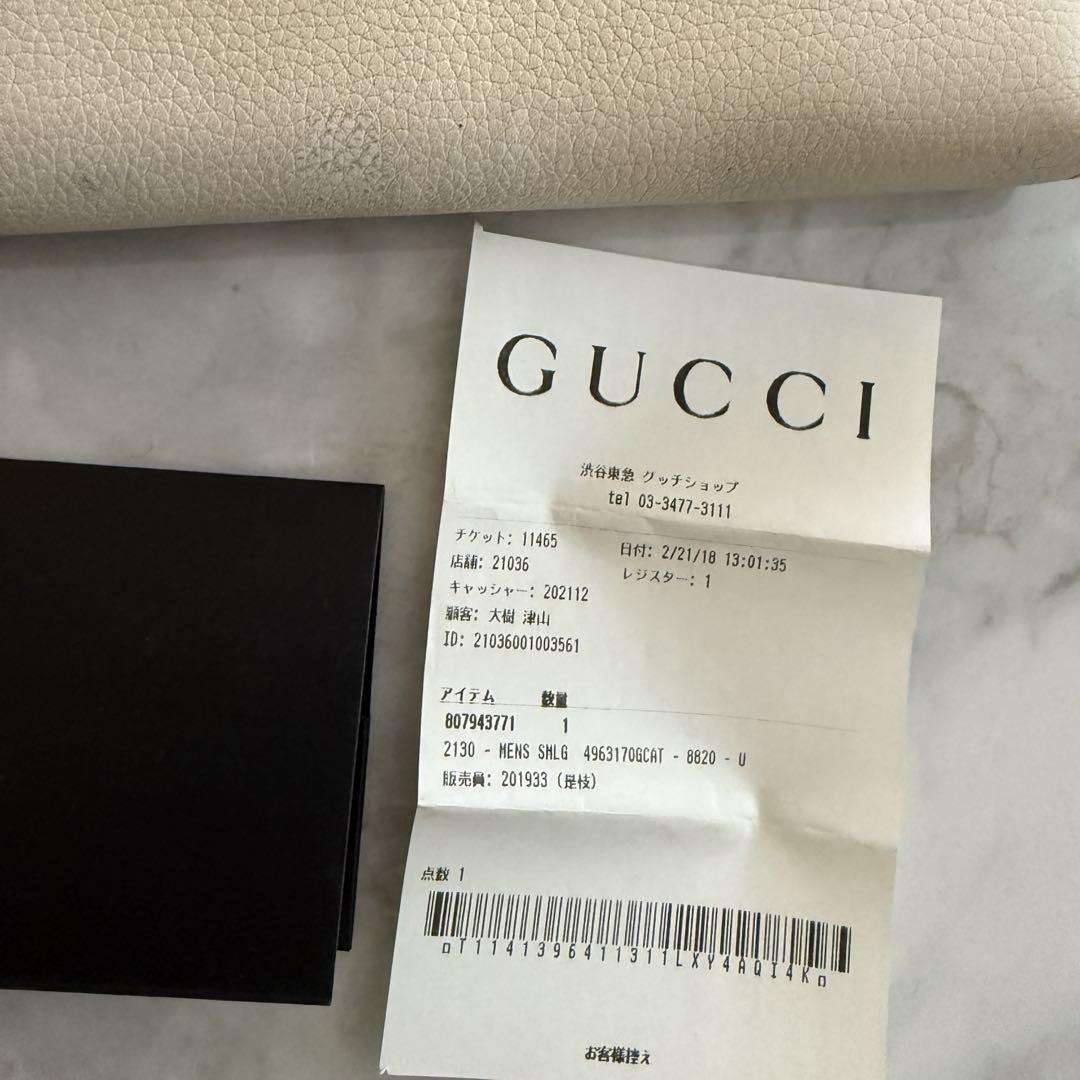 GUCCI
渋谷東急 グッチショップ
tel 03-3477-3111
チケット: 11465
日付: 2/21/18 13:01:35
店舗: 21036
レジスター: 1
キャッシャー: 202112
顧客: 大樹 津山
ID: 21036001003561
アイテム 数量
807943771 1
2130 - MENS SMLG 4963170GCAT - 8820 - U
販売員: 201933 (是枝)
点数 1
T1141396411311LXY4AQI4K
お客様控え